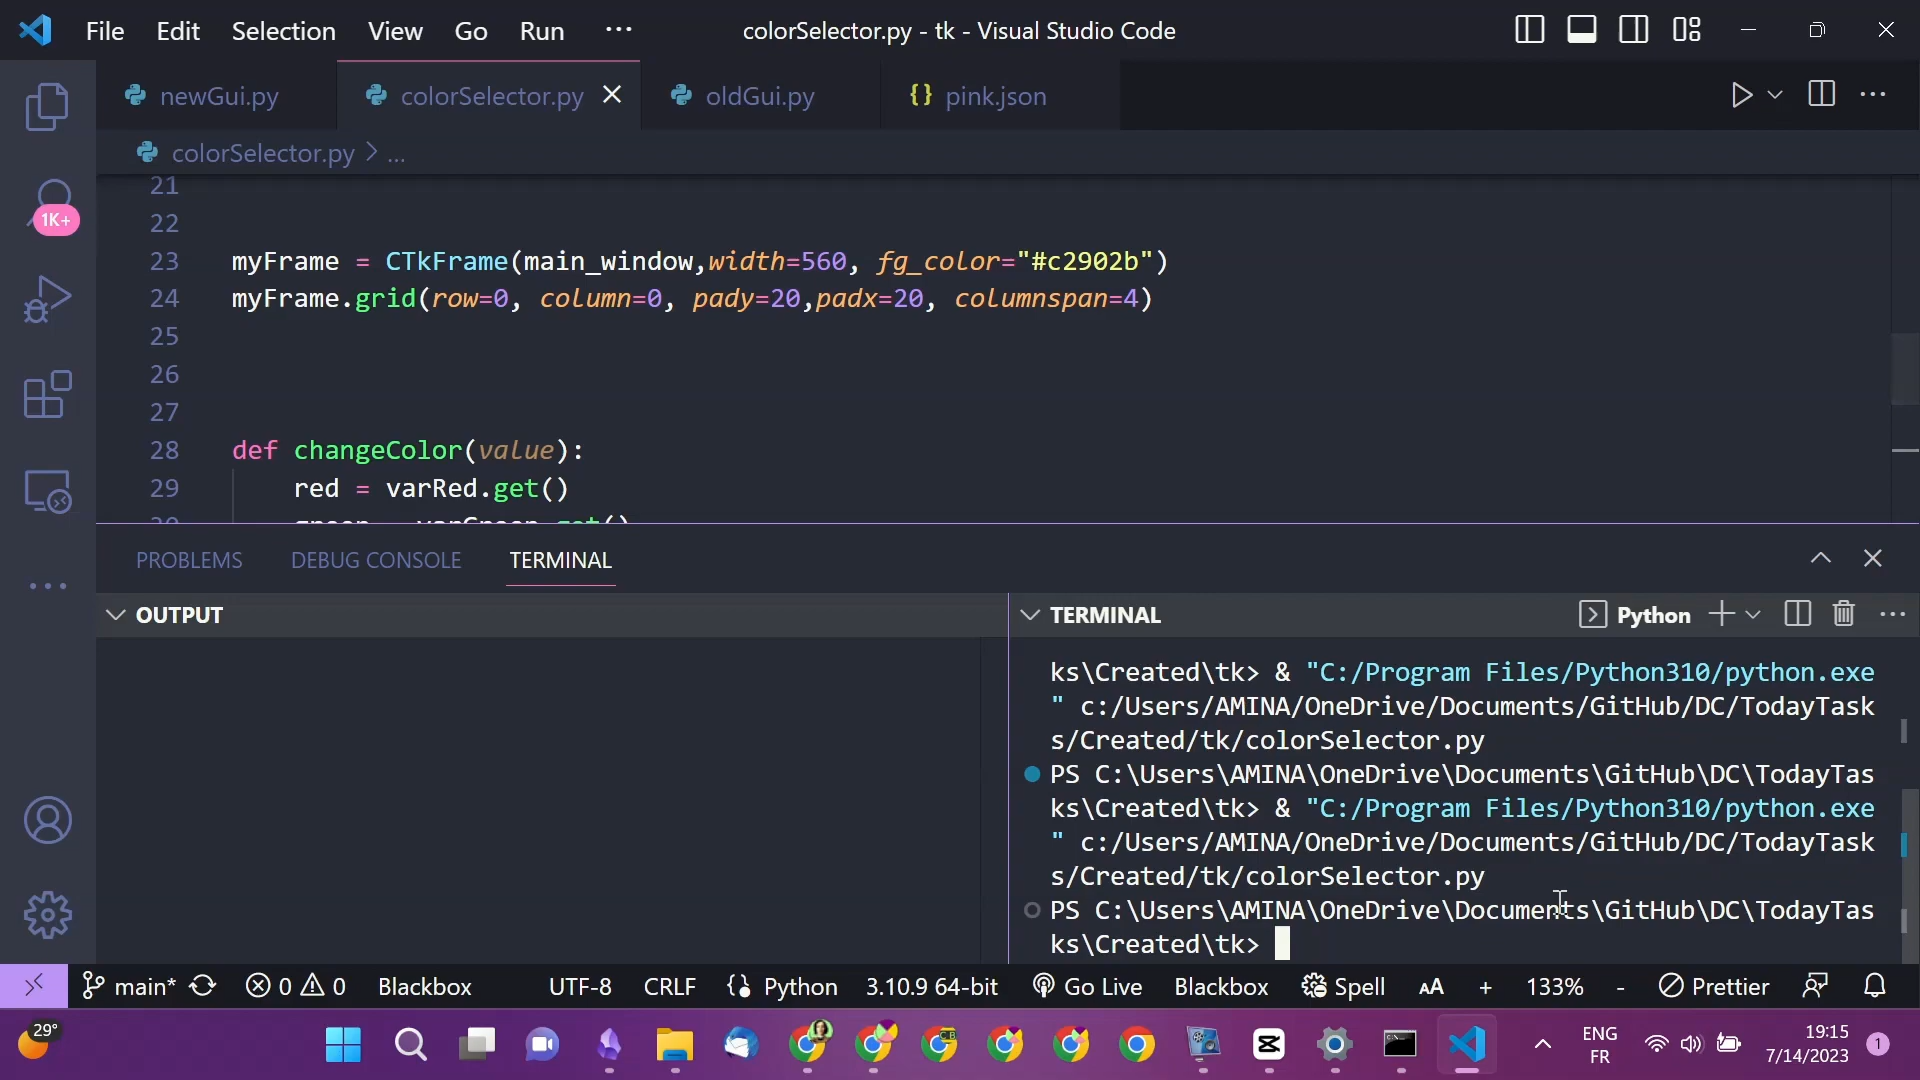 File Edit Selection View Go Run ··· colorSelector.py - tk - Visual Studio Code
newGui.py colorSelector.py oldGui.py {} pink.json
colorSelector.py > ...
1K+
21
22
23 myFrame = CTkFrame(main_window,width=560, fg_color="#c2902b")
24 myFrame.grid(row=0, column=0, pady=20,padx=20, columnspan=4)
25
26
27
28 def changeColor(value):
29 red = varRed.get()
30 green = varGreen.get()
PROBLEMS DEBUG CONSOLE TERMINAL
OUTPUT
TERMINAL Python
ks\Created\tk> & "C:/Program Files/Python310/python.exe
" c:/Users/AMINA/OneDrive/Documents/GitHub/DC/TodayTask
s/Created/tk/colorSelector.py
PS C:\Users\AMINA\OneDrive\Documents\GitHub\DC\TodayTas
ks\Created\tk> & "C:/Program Files/Python310/python.exe
" c:/Users/AMINA/OneDrive/Documents/GitHub/DC/TodayTask
s/Created/tk/colorSelector.py
PS C:\Users\AMINA\OneDrive\Documents\GitHub\DC\TodayTas
ks\Created\tk>
main* 0 0 Blackbox UTF-8 CRLF Python 3.10.9 64-bit Go Live Blackbox Spell AA + 133% - Prettier
29°
ENG
FR
19:15
7/14/2023
1